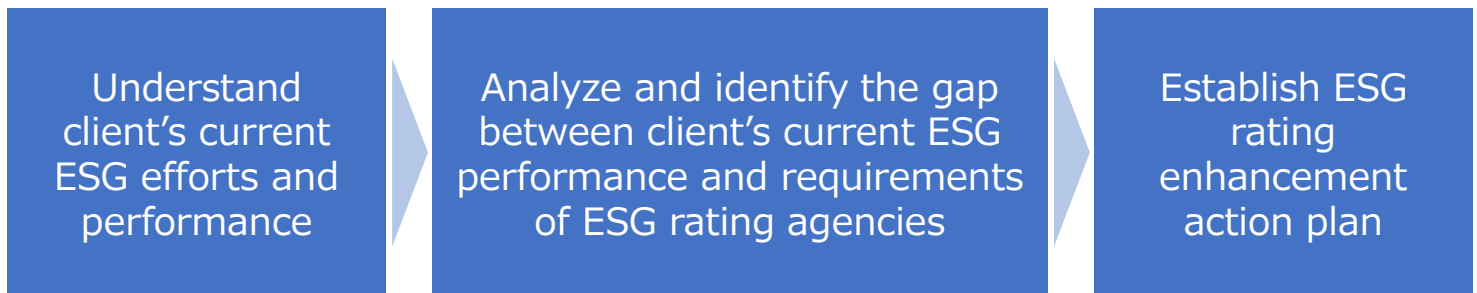 Understand
client’s current
ESG efforts and
performance
Analyze and identify the gap
between client’s current ESG
performance and requirements
of ESG rating agencies
Establish ESG
rating
enhancement
action plan